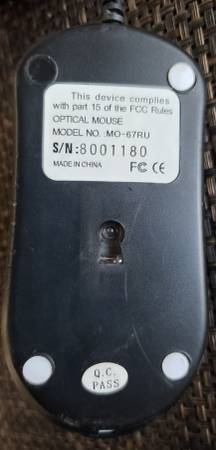 This device complies
with part 15 of the FCC Rules
OPTICAL MOUSE
MODEL NO.:MO-67RU
S/N:8001180
MADE IN CHINA FC CE
Q.C.
PASS